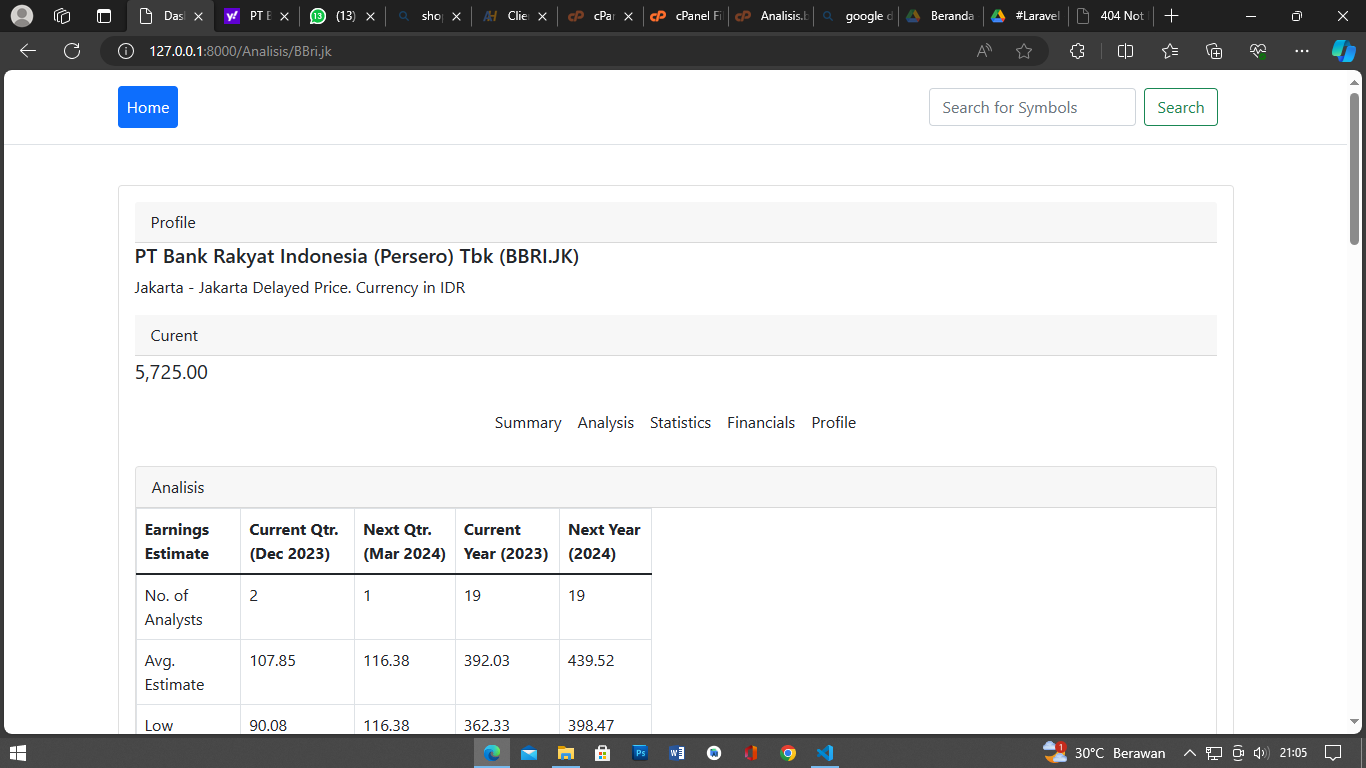 Das
PT B
(13)
sho
Clie
cPa
cPanel Fi
Analisis.b
google d
Beranda
#Laravel
404 Not
127.0.0.1:8000/Analisis/BBri.jk
Home
Search for Symbols
Search
Profile
PT Bank Rakyat Indonesia (Persero) Tbk (BBRI.JK)
Jakarta - Jakarta Delayed Price. Currency in IDR
Curent
5,725.00
Summary Analysis Statistics Financials Profile
Analisis
Earnings Estimate Current Qtr. (Dec 2023) Next Qtr. (Mar 2024) Current Year (2023) Next Year (2024)
No. of Analysts 2 1 19 19
Avg. Estimate 107.85 116.38 392.03 439.52
Low 90.08 116.38 362.33 398.47
30°C Berawan 21:05